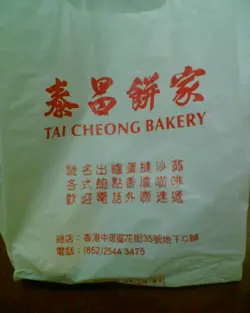 泰昌餅家
TAI CHEONG BAKERY
馳名出爐蛋撻沙翁
各式飽點香濃咖啡
歡迎電話外賣速遞
總店：香港中環擺花街35號地下C舖
電話：(852)2544 3475